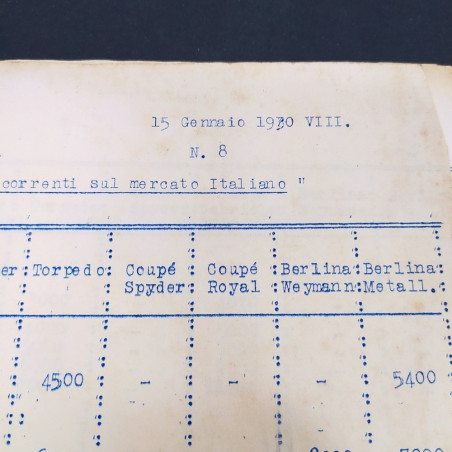 15 Gennaio 1930 VIII.
N. 8
correnti sul mercato Italiano "
er: Torpedo: Coupé : Coupé : Berlina: Berlina:
Spyder: Royal : Weymann: Metall.:
4500 : - : - : - : 5400